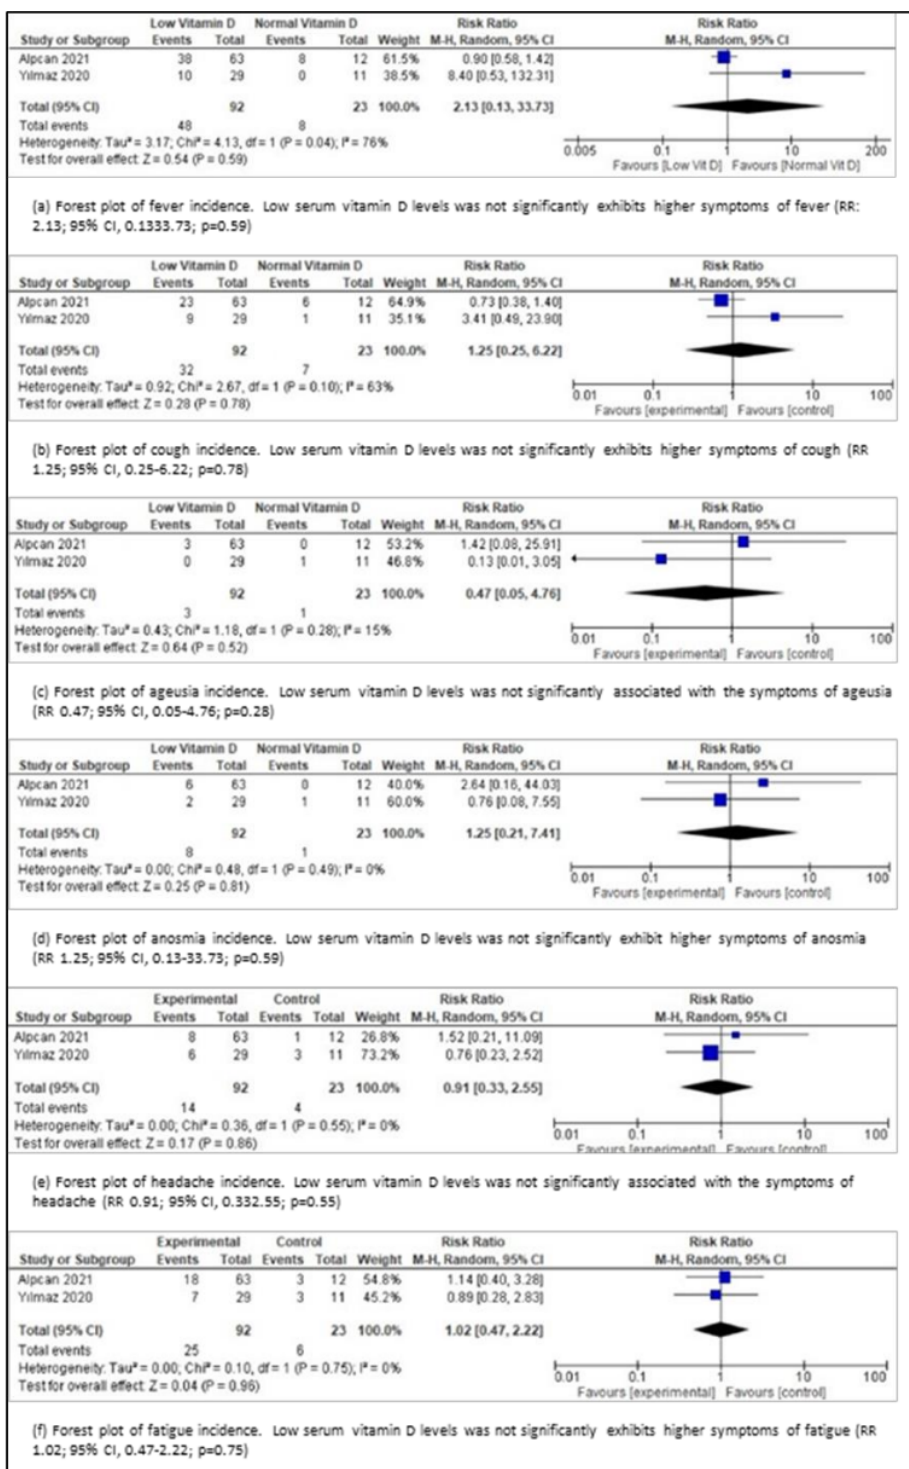 Low Vitamin D Normal Vitamin D Risk Ratio Risk Ratio
Study or Subgroup Events Total Events Total Weight M-H, Random, 95% CI M-H, Random, 95% CI
Alpcan 2021 38 63 8 12 61.5% 0.90 [0.58, 1.42]
Yılmaz 2020 10 29 0 11 38.5% 8.40 [0.53, 132.31]
Total (95% CI) 92 23 100.0% 2.13 [0.13, 33.73]
Total events 48 8
Heterogeneity: Tau² = 3.17; Chi² = 4.13, df = 1 (P = 0.04); I² = 76%
Test for overall effect: Z = 0.54 (P = 0.59)
0.005 0.1 1 10 200
Favours [Low Vit D] Favours [Normal Vit D]
(a) Forest plot of fever incidence. Low serum vitamin D levels was not significantly exhibits higher symptoms of fever (RR:
2.13; 95% CI, 0.1333.73; p=0.59)
Low Vitamin D Normal Vitamin D Risk Ratio Risk Ratio
Study or Subgroup Events Total Events Total Weight M-H, Random, 95% CI M-H, Random, 95% CI
Alpcan 2021 23 63 6 12 64.9% 0.73 [0.38, 1.40]
Yılmaz 2020 9 29 1 11 35.1% 3.41 [0.49, 23.90]
Total (95% CI) 92 23 100.0% 1.25 [0.25, 6.22]
Total events 32 7
Heterogeneity: Tau² = 0.92; Chi² = 2.67, df = 1 (P = 0.10); I² = 63%
Test for overall effect: Z = 0.28 (P = 0.78)
0.01 0.1 1 10 100
Favours [experimental] Favours [control]
(b) Forest plot of cough incidence. Low serum vitamin D levels was not significantly exhibits higher symptoms of cough (RR
1.25; 95% CI, 0.25-6.22; p=0.78)
Low Vitamin D Normal Vitamin D Risk Ratio Risk Ratio
Study or Subgroup Events Total Events Total Weight M-H, Random, 95% CI M-H, Random, 95% CI
Alpcan 2021 3 63 0 12 53.2% 1.42 [0.08, 25.91]
Yılmaz 2020 0 29 1 11 46.8% 0.13 [0.01, 3.05]
Total (95% CI) 92 23 100.0% 0.47 [0.05, 4.76]
Total events 3 1
Heterogeneity: Tau² = 0.43; Chi² = 1.18, df = 1 (P = 0.28); I² = 15%
Test for overall effect: Z = 0.64 (P = 0.52)
0.01 0.1 1 10 100
Favours [experimental] Favours [control]
(c) Forest plot of ageusia incidence. Low serum vitamin D levels was not significantly associated with the symptoms of ageusia
(RR 0.47; 95% CI, 0.05-4.76; p=0.28)
Low Vitamin D Normal Vitamin D Risk Ratio Risk Ratio
Study or Subgroup Events Total Events Total Weight M-H, Random, 95% CI M-H, Random, 95% CI
Alpcan 2021 6 63 0 12 40.0% 2.64 [0.16, 44.03]
Yılmaz 2020 2 29 1 11 60.0% 0.76 [0.08, 7.55]
Total (95% CI) 92 23 100.0% 1.25 [0.21, 7.41]
Total events 8 1
Heterogeneity: Tau² = 0.00; Chi² = 0.48, df = 1 (P = 0.49); I² = 0%
Test for overall effect: Z = 0.25 (P = 0.81)
0.01 0.1 1 10 100
Favours [experimental] Favours [control]
(d) Forest plot of anosmia incidence. Low serum vitamin D levels was not significantly exhibit higher symptoms of anosmia
(RR 1.25; 95% CI, 0.13-33.73; p=0.59)
Experimental Control Risk Ratio Risk Ratio
Study or Subgroup Events Total Events Total Weight M-H, Random, 95% CI M-H, Random, 95% CI
Alpcan 2021 8 63 1 12 26.8% 1.52 [0.21, 11.09]
Yılmaz 2020 6 29 3 11 73.2% 0.76 [0.23, 2.52]
Total (95% CI) 92 23 100.0% 0.91 [0.33, 2.55]
Total events 14 4
Heterogeneity: Tau² = 0.00; Chi² = 0.36, df = 1 (P = 0.55); I² = 0%
Test for overall effect: Z = 0.17 (P = 0.86)
0.01 0.1 1 10 100
Favours [experimental] Favours [control]
(e) Forest plot of headache incidence. Low serum vitamin D levels was not significantly associated with the symptoms of
headache (RR 0.91; 95% CI, 0.332.55; p=0.55)
Experimental Control Risk Ratio Risk Ratio
Study or Subgroup Events Total Events Total Weight M-H, Random, 95% CI M-H, Random, 95% CI
Alpcan 2021 18 63 3 12 54.8% 1.14 [0.40, 3.28]
Yılmaz 2020 7 29 3 11 45.2% 0.89 [0.28, 2.83]
Total (95% CI) 92 23 100.0% 1.02 [0.47, 2.22]
Total events 25 6
Heterogeneity: Tau² = 0.00; Chi² = 0.10, df = 1 (P = 0.75); I² = 0%
Test for overall effect: Z = 0.04 (P = 0.96)
0.01 0.1 1 10 100
Favours [experimental] Favours [control]
(f) Forest plot of fatigue incidence. Low serum vitamin D levels was not significantly exhibits higher symptoms of fatigue (RR
1.02; 95% CI, 0.47-2.22; p=0.75)